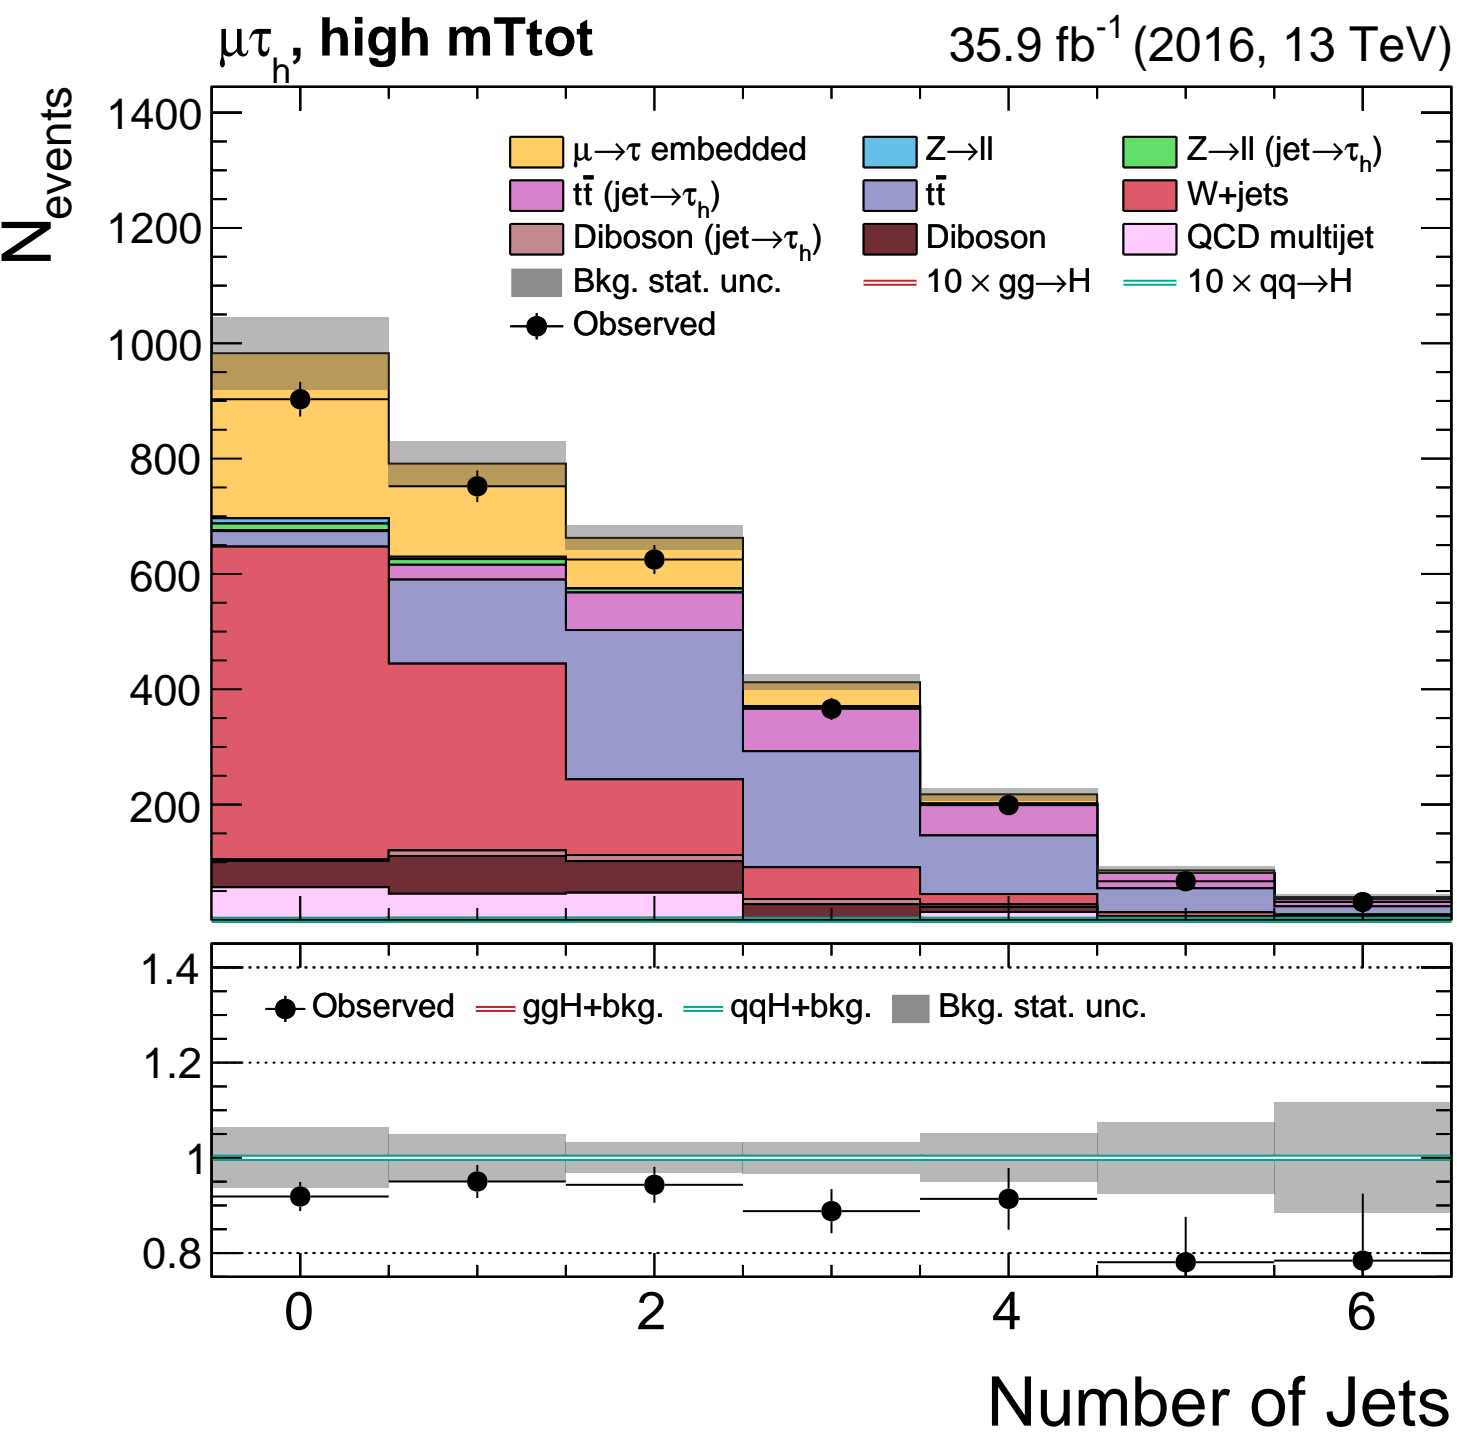 μτh, high mTtot 35.9 fb-1 (2016, 13 TeV)
Nevents
1400
1200
1000
800
600
400
200
μ→τ embedded Z→ll Z→ll (jet→τh)
tt̄ (jet→τh) tt̄ W+jets
Diboson (jet→τh) Diboson QCD multijet
Bkg. stat. unc. 10 × gg→H 10 × qq→H
Observed
1.4
1.2
1
0.8
Observed ggH+bkg. qqH+bkg. Bkg. stat. unc.
0 2 4 6
Number of Jets